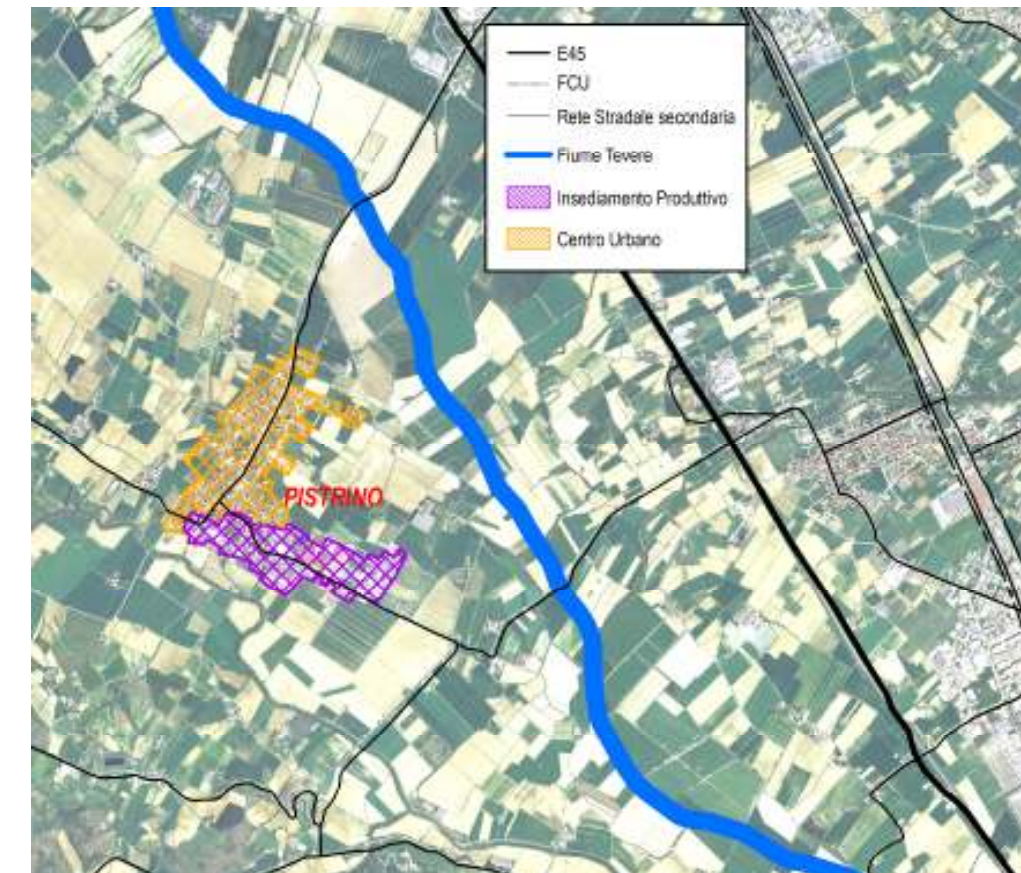 E45
FCU
Rete Stradale secondaria
Fiume Tevere
Insediamento Produttivo
Centro Urbano
PISTRINO